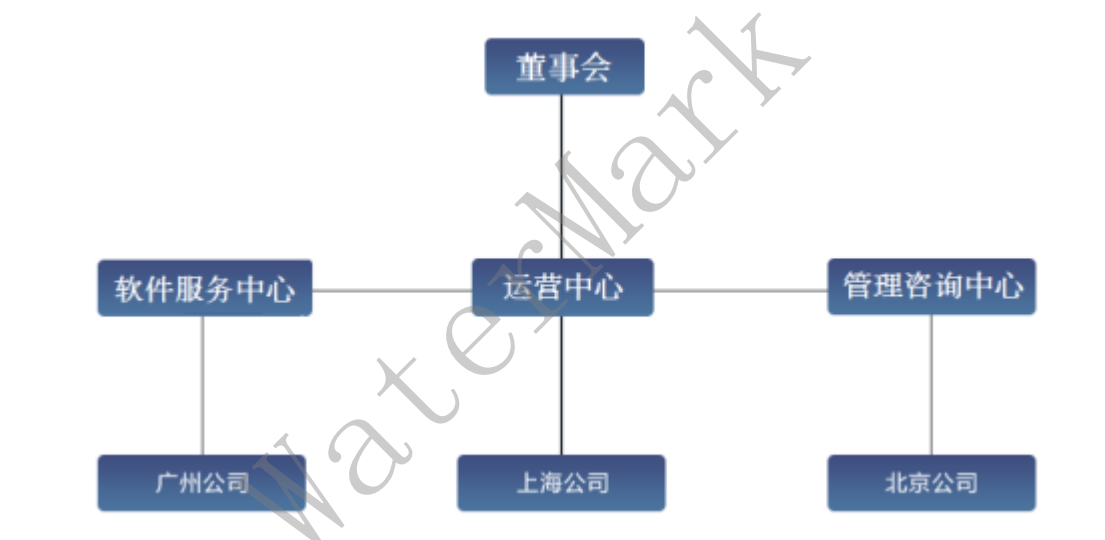 董事会
软件服务中心
运营中心
管理咨询中心
广州公司
上海公司
北京公司
WaterMark